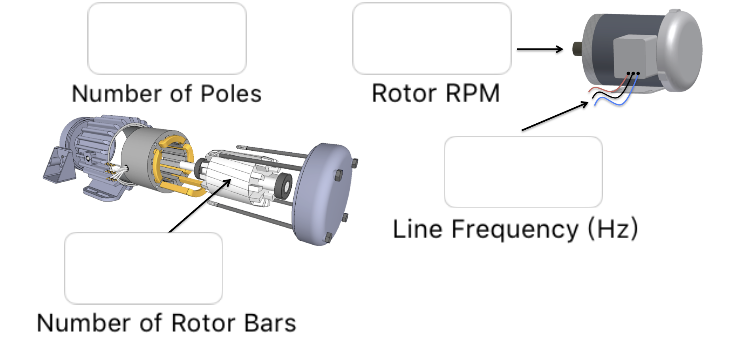 Number of Poles
Rotor RPM
Line Frequency (Hz)
Number of Rotor Bars